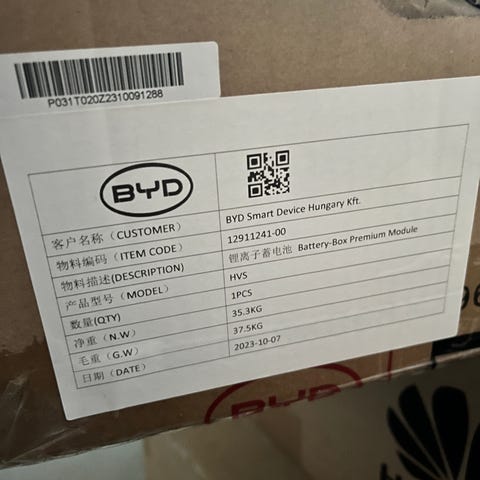 P031T020Z2310091288
BYD
客户名称（CUSTOMER） BYD Smart Device Hungary Kft.
物料编码（ITEM CODE） 12911241-00
物料描述(DESCRIPTION) 锂离子蓄电池 Battery-Box Premium Module
产品型号（MODEL） HVS
数量(QTY) 1PCS
净重（N.W） 35.3KG
毛重（G.W） 37.5KG
日期（DATE） 2023-10-07
BYD